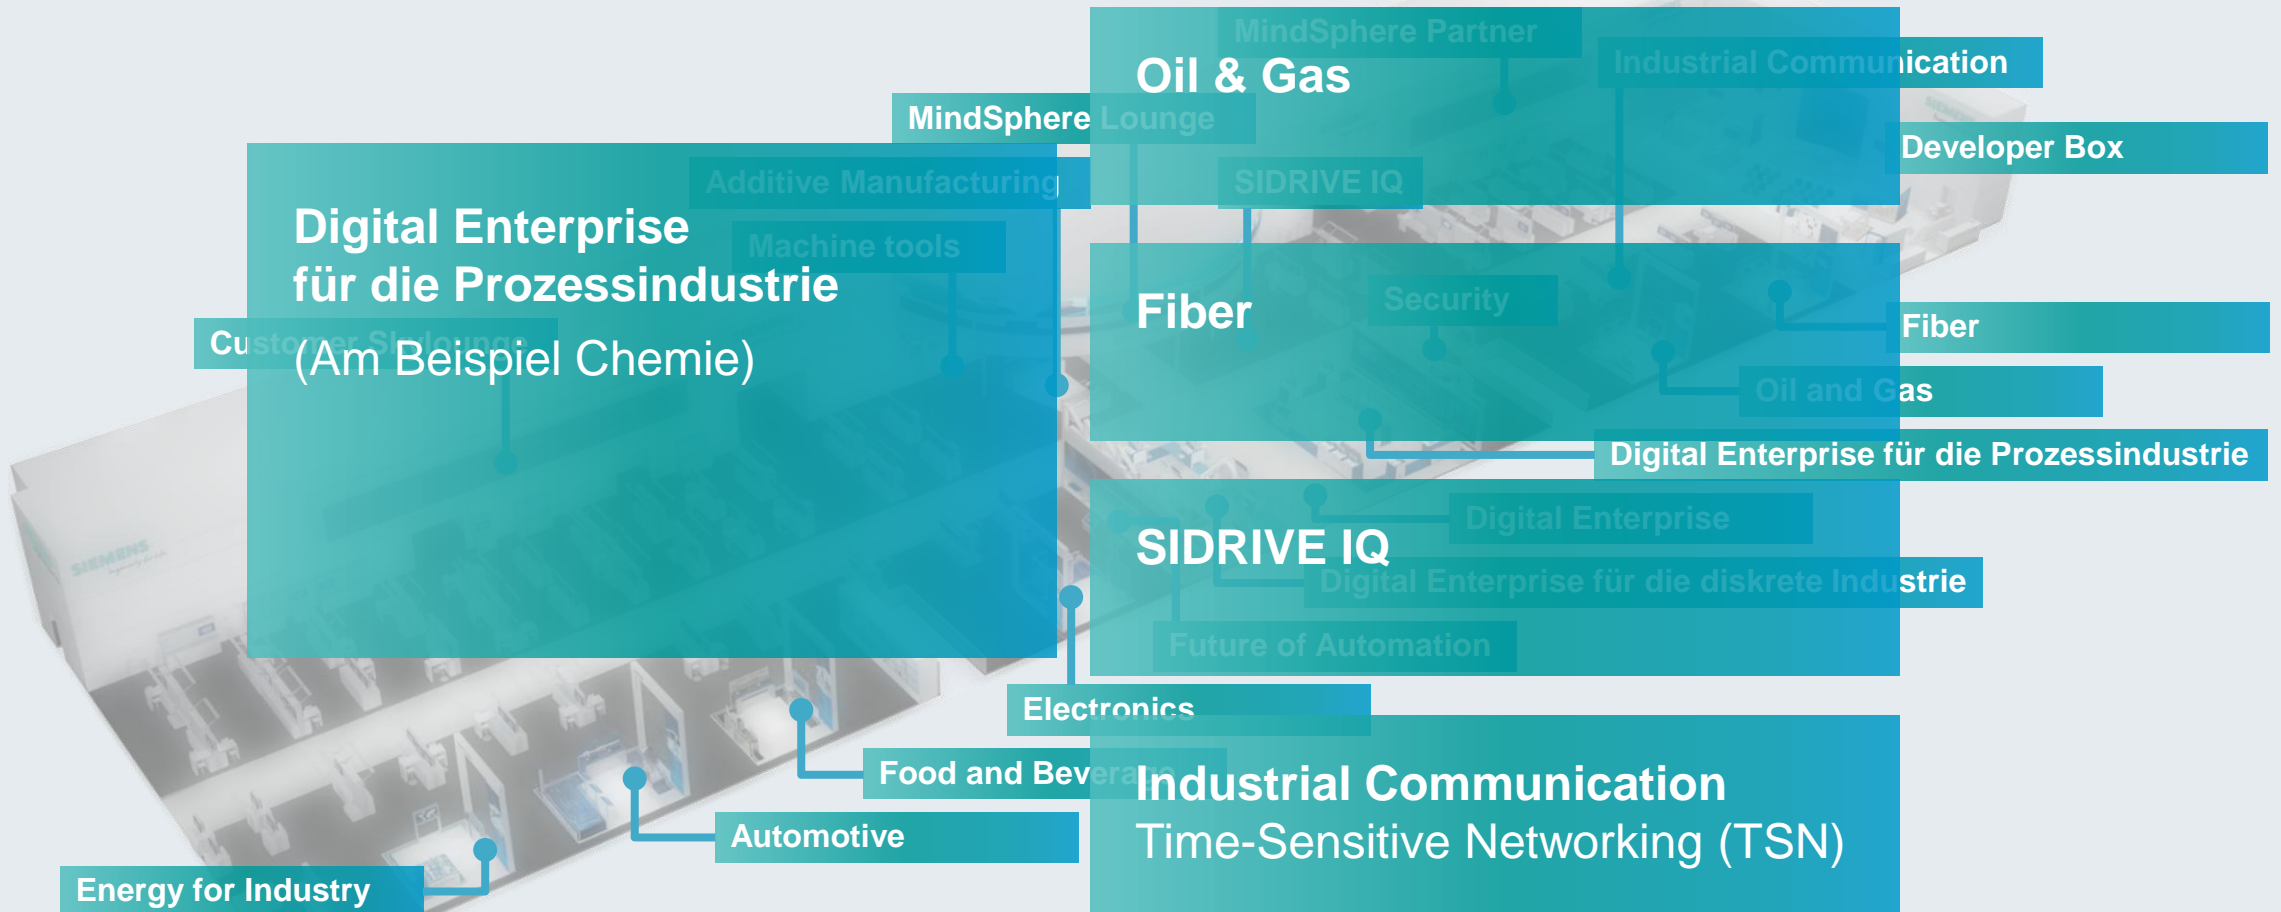 MindSphere Partner
Oil & Gas
Industrial Communication
MindSphere Lounge
Developer Box
Additive Manufacturing
SIDRIVE IQ
Digital Enterprise
für die Prozessindustrie
(Am Beispiel Chemie)
Machine tools
Customer Skylounge
Fiber
Security
Fiber
Oil and Gas
Digital Enterprise für die Prozessindustrie
SIDRIVE IQ
Digital Enterprise
Digital Enterprise für die diskrete Industrie
Future of Automation
SIEMENS
SIEMENS
Electronics
Food and Beverage
Industrial Communication
Time-Sensitive Networking (TSN)
Automotive
Energy for Industry